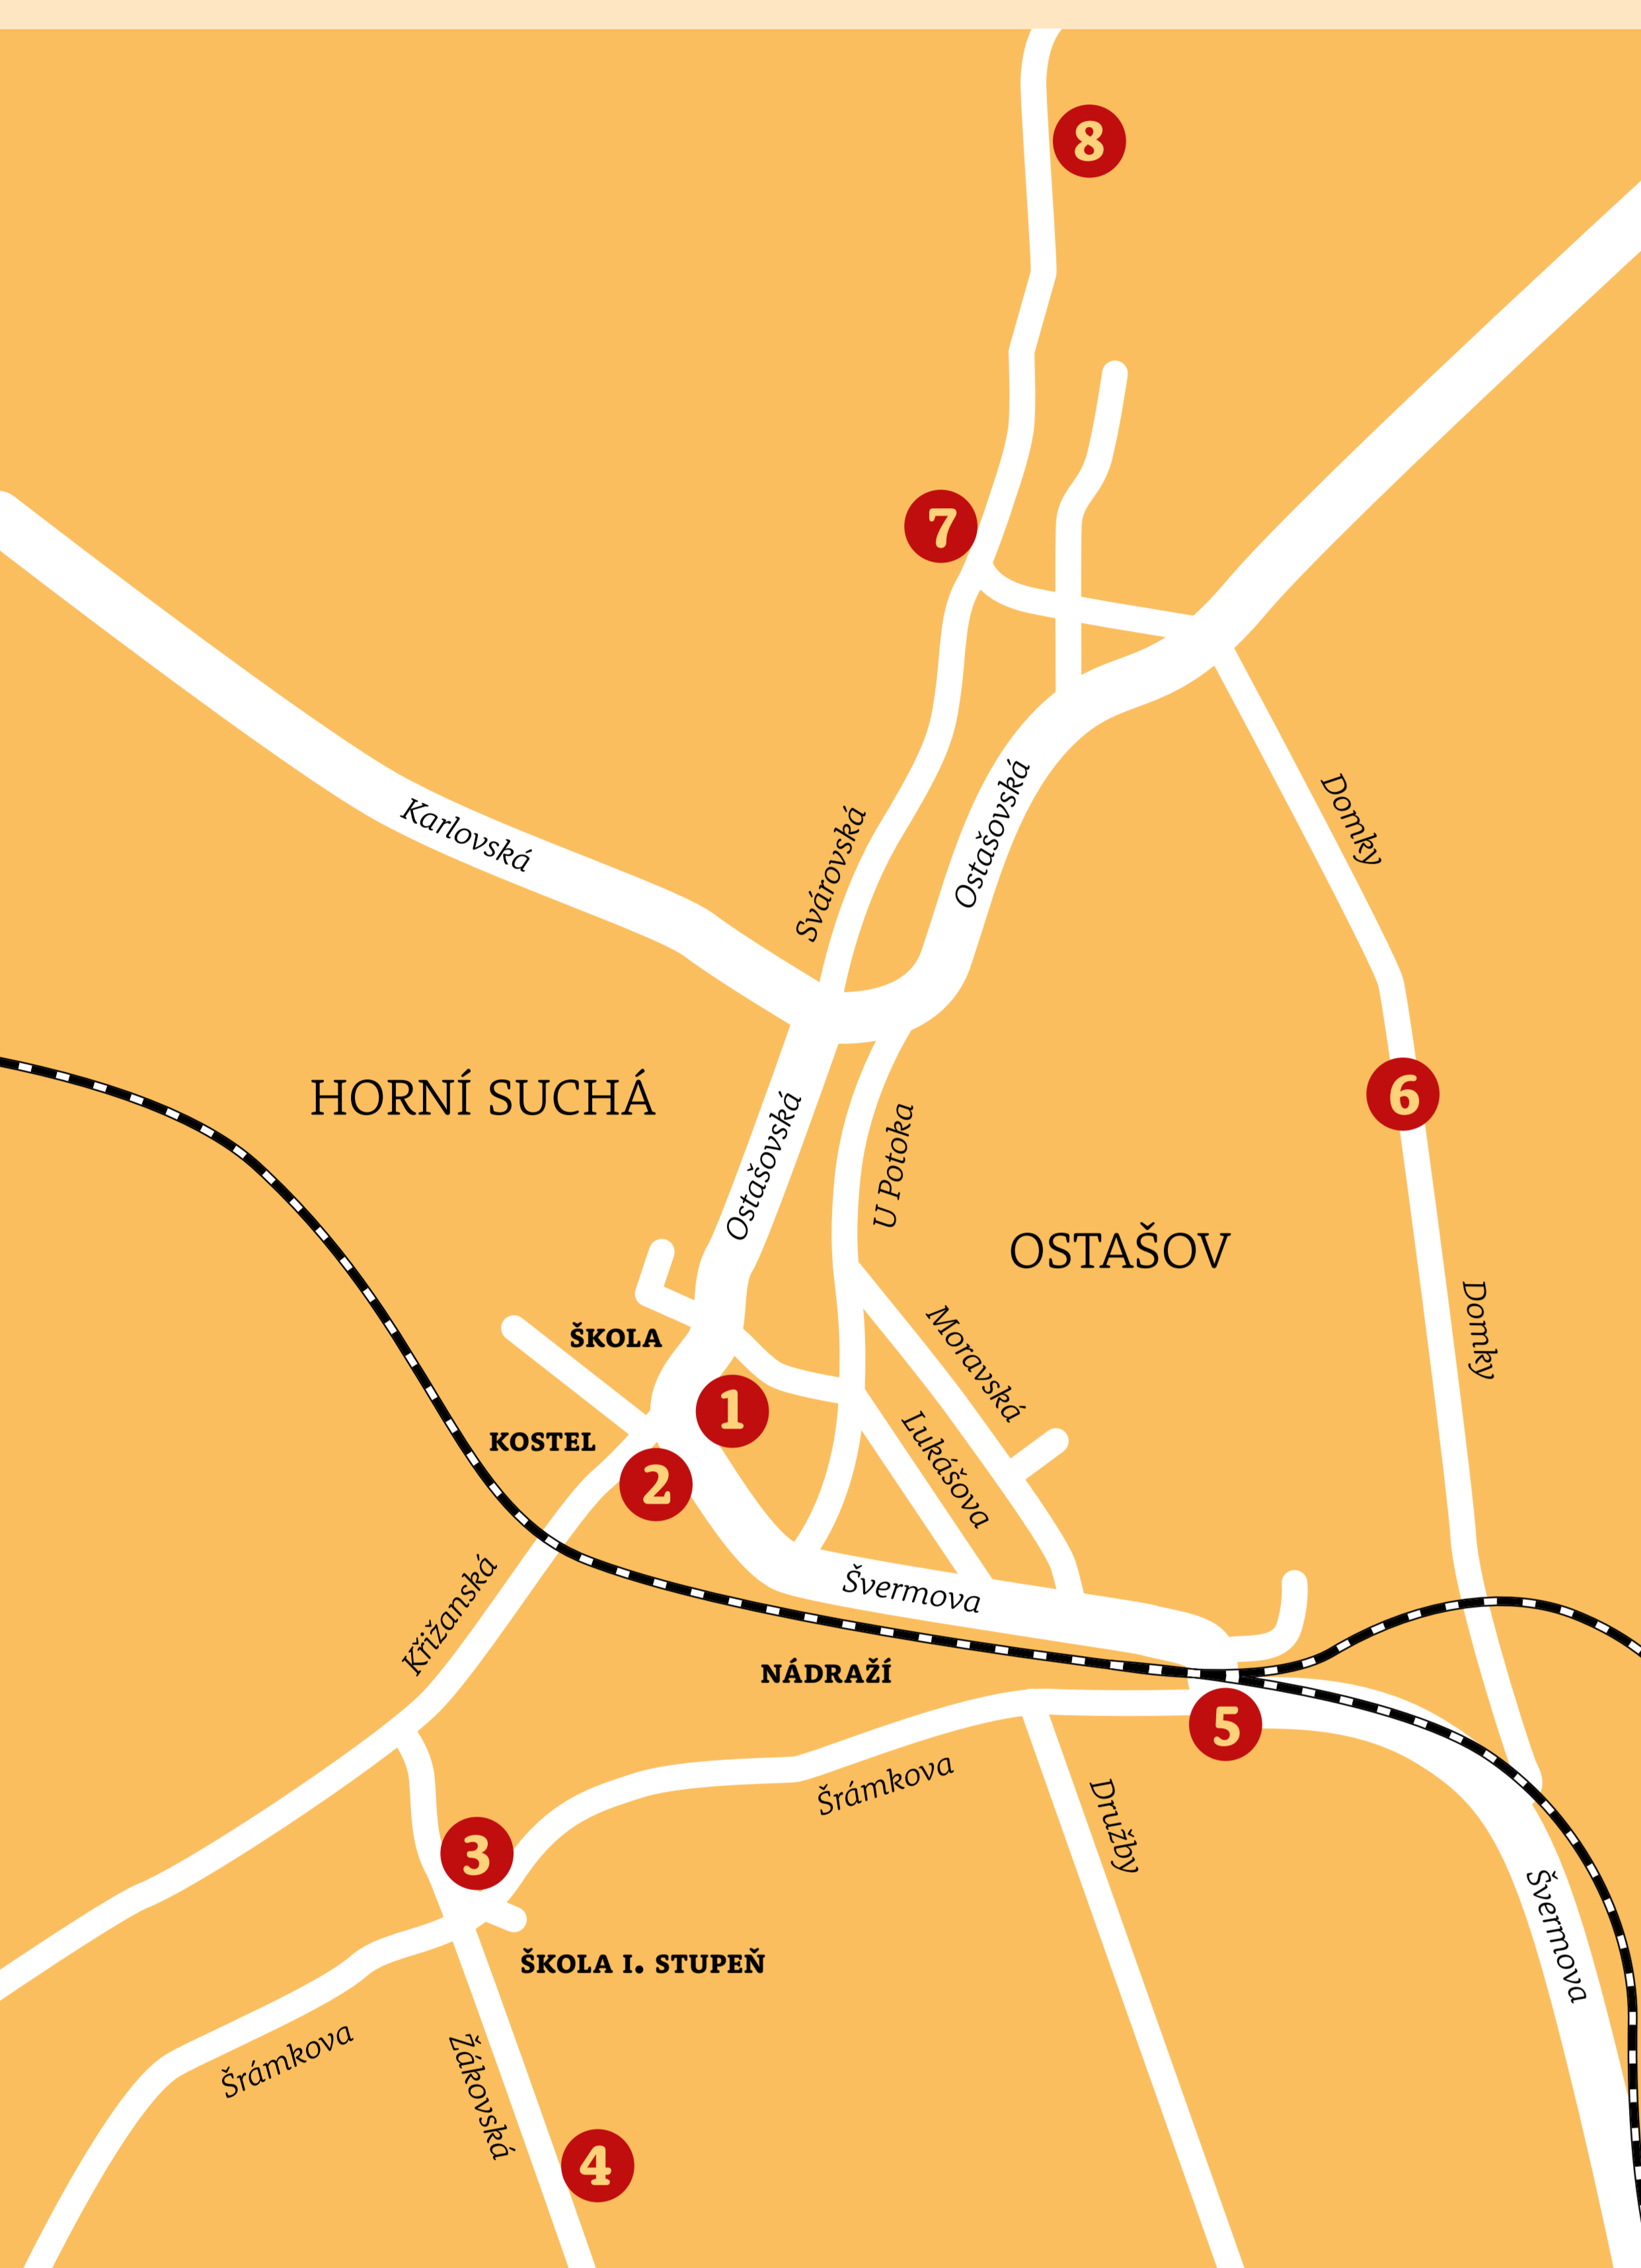 8
7
Karlovská
Svárovská
Ostašovská
Domky
HORNÍ SUCHÁ
6
Ostašovská
U Potoka
OSTAŠOV
Domky
ŠKOLA
Moravská
1
KOSTEL
Lukášova
2
Křižanská
Švermova
NÁDRAŽÍ
5
Šrámkova
Družby
3
Švermova
ŠKOLA I. STUPEŇ
Šrámkova
Žákovská
4